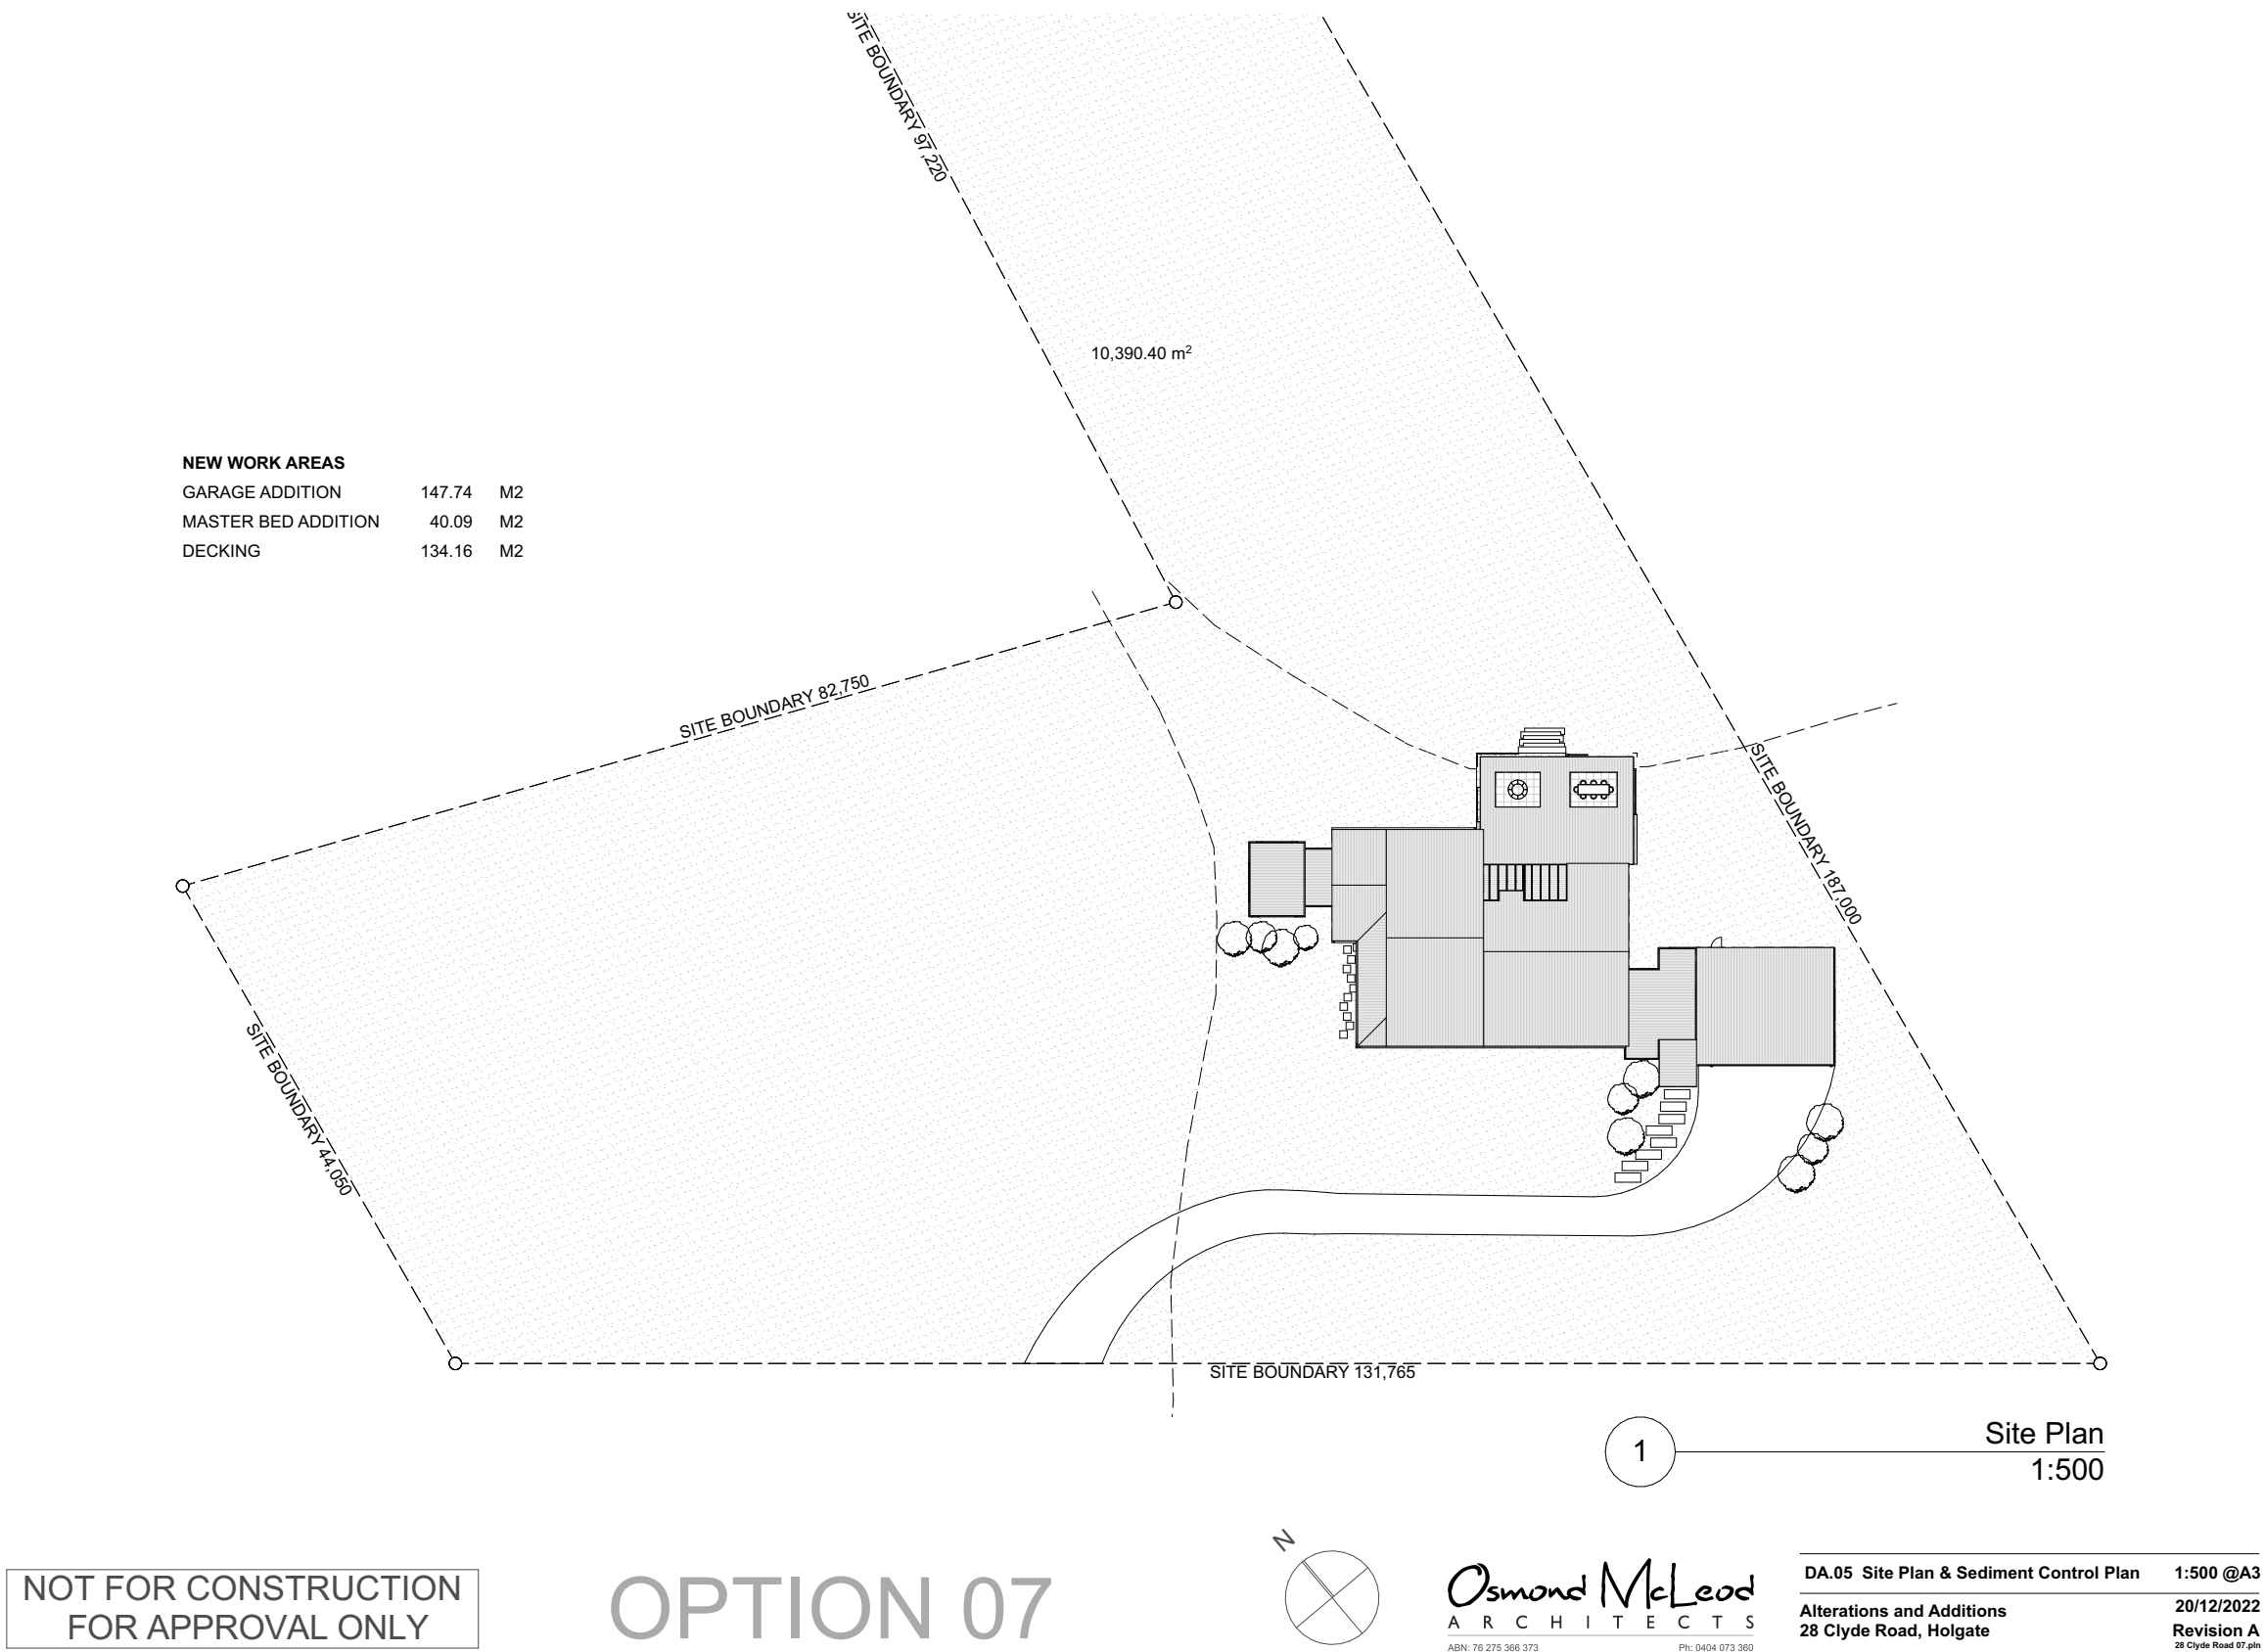 SITE BOUNDARY 97,220
10,390.40 m²
NEW WORK AREAS
GARAGE ADDITION 147.74 M2
MASTER BED ADDITION 40.09 M2
DECKING 134.16 M2
SITE BOUNDARY 82,750
SITE BOUNDARY 187,000
SITE BOUNDARY 44,050
SITE BOUNDARY 131,765
1
Site Plan
1:500
NOT FOR CONSTRUCTION
FOR APPROVAL ONLY
OPTION 07
N
Osmond McLeod
ARCHITECTS
ABN: 76 275 366 373 Ph: 0404 073 360
DA.05 Site Plan & Sediment Control Plan 1:500 @A3
Alterations and Additions 20/12/2022
28 Clyde Road, Holgate Revision A
28 Clyde Road 07.pln